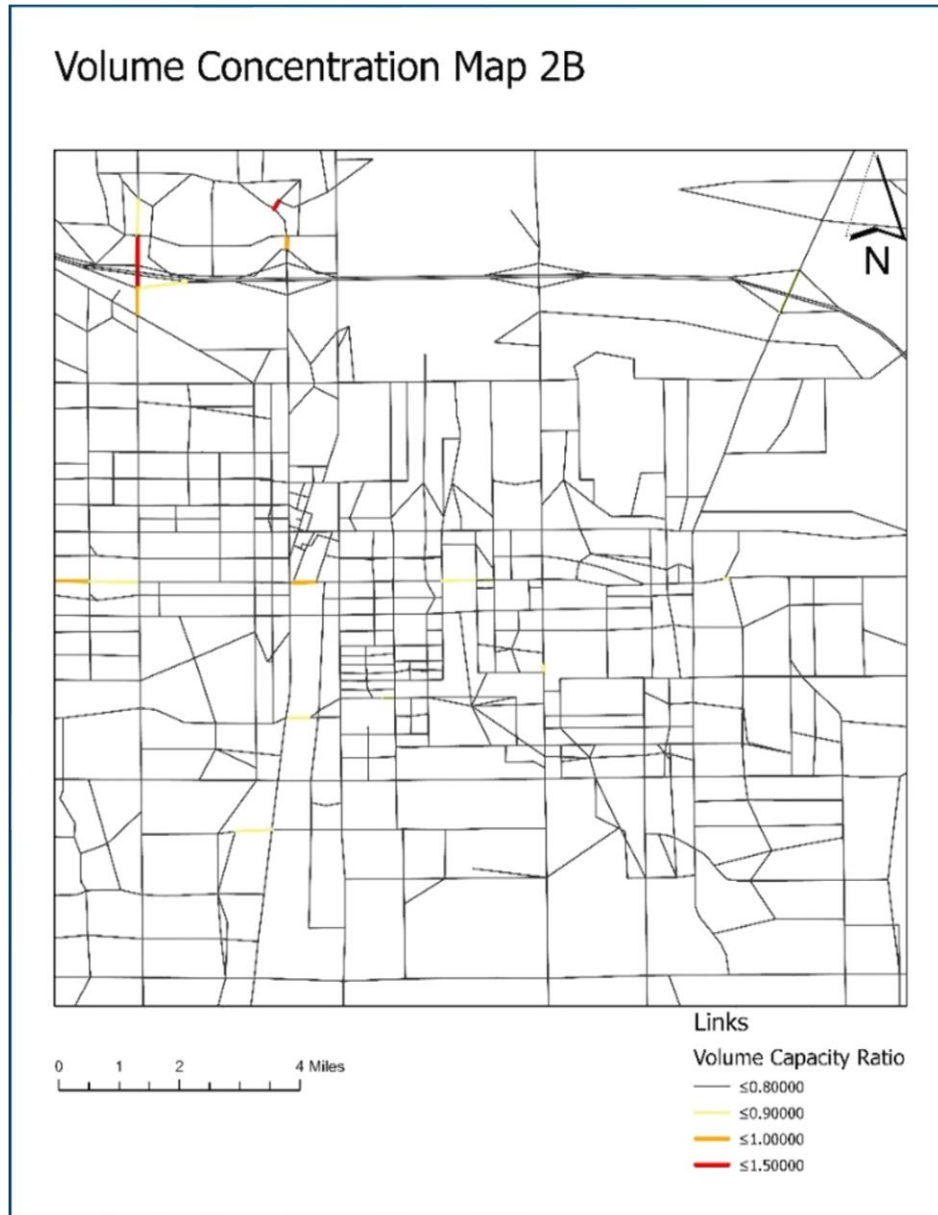 Volume Concentration Map 2B
N
Links
Volume Capacity Ratio
≤0.80000
≤0.90000
≤1.00000
≤1.50000
0 1 2 4 Miles